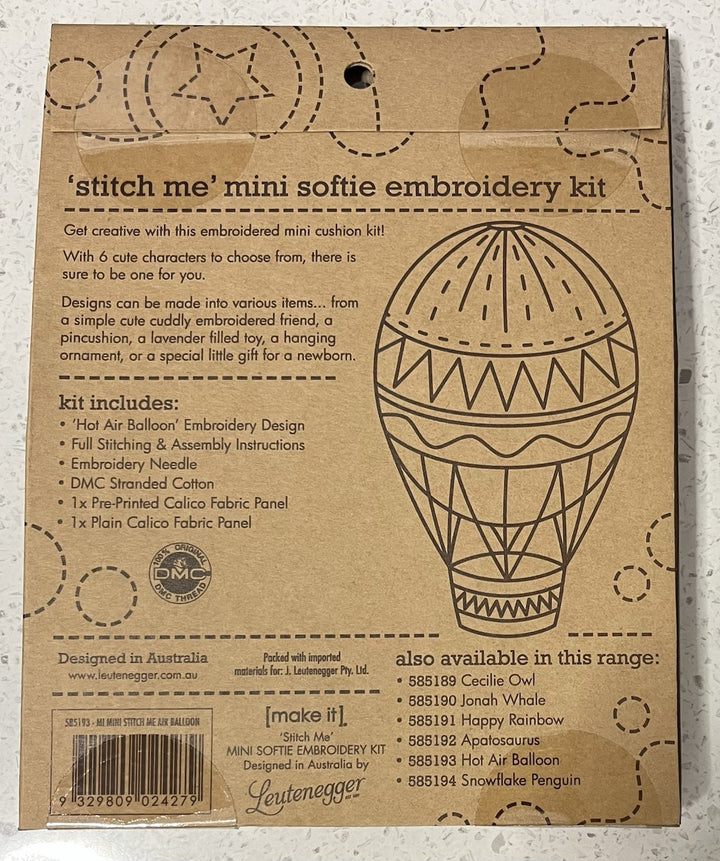 'stitch me' mini softie embroidery kit
Get creative with this embroidered mini cushion kit!
With 6 cute characters to choose from, there is
sure to be one for you.
Designs can be made into various items... from
a simple cute cuddly embroidered friend, a
pincushion, a lavender filled toy, a hanging
ornament, or a special little gift for a newborn.
kit includes:
• 'Hot Air Balloon' Embroidery Design
• Full Stitching & Assembly Instructions
• Embroidery Needle
• DMC Stranded Cotton
• 1x Pre-Printed Calico Fabric Panel
• 1x Plain Calico Fabric Panel
100% ORIGINAL
DMC
DMC THREAD
Designed in Australia
www.leutenegger.com.au
Packed with imported
materials for: J. Leutenegger Pty. Ltd.
585193 - MI MINI STITCH ME AIR BALLOON
9 329809 024279
[make it]
'Stitch Me'
MINI SOFTIE EMBROIDERY KIT
Designed in Australia by
Leutenegger
also available in this range:
• 585189 Cecilie Owl
• 585190 Jonah Whale
• 585191 Happy Rainbow
• 585192 Apatosaurus
• 585193 Hot Air Balloon
• 585194 Snowflake Penguin